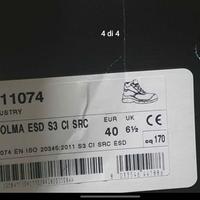 4 di 4
11074
USTRY
OLMA ESD S3 CI SRC
EUR UK
40 6½
CE
eq 170
074 EN ISO 20345:2011 S3 CI SRC ESD